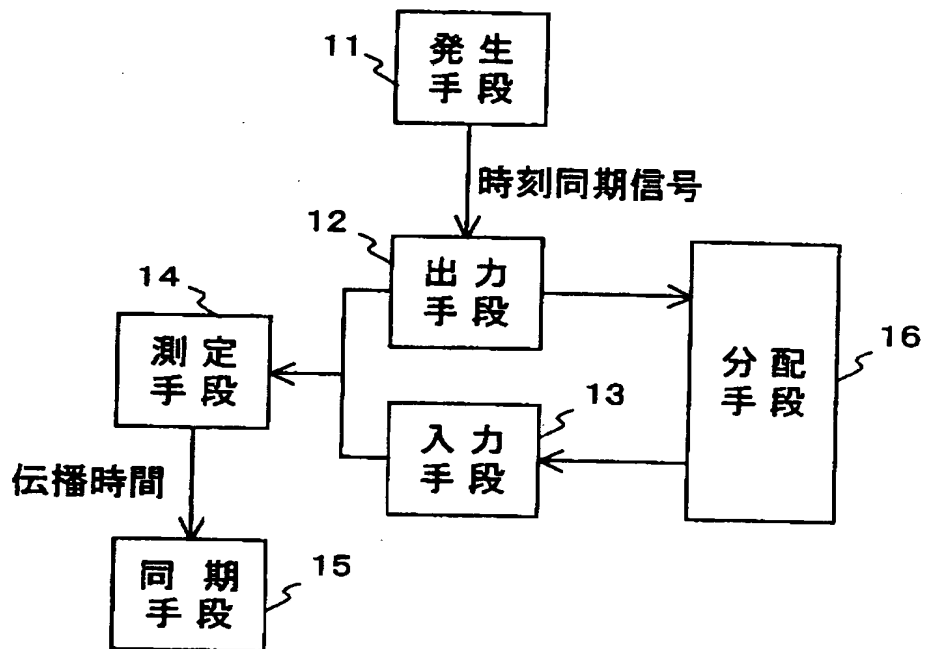 11
発生
手段
時刻同期信号
12
出力
手段
14
測定
手段
分配
手段
16
13
入力
手段
伝播時間
同期
手段
15